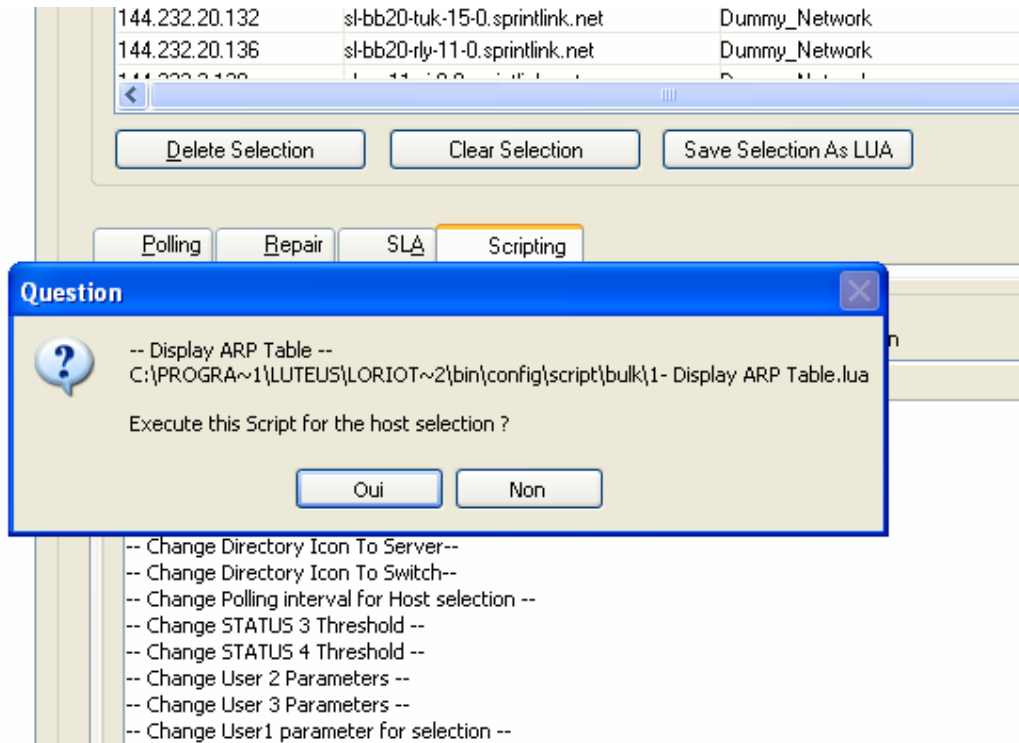 144.232.20.132 sl-bb20-tuk-15-0.sprintlink.net Dummy_Network
144.232.20.136 sl-bb20-rly-11-0.sprintlink.net Dummy_Network
Delete Selection Clear Selection Save Selection As LUA
Polling Repair SLA Scripting
Question
-- Display ARP Table --
C:\PROGRA~1\LUTEUS\LORIOT~2\bin\config\script\bulk\1- Display ARP Table.lua
Execute this Script for the host selection ?
Oui Non
-- Change Directory Icon To Server--
-- Change Directory Icon To Switch--
-- Change Polling interval for Host selection --
-- Change STATUS 3 Threshold --
-- Change STATUS 4 Threshold --
-- Change User 2 Parameters --
-- Change User 3 Parameters --
-- Change User1 parameter for selection --